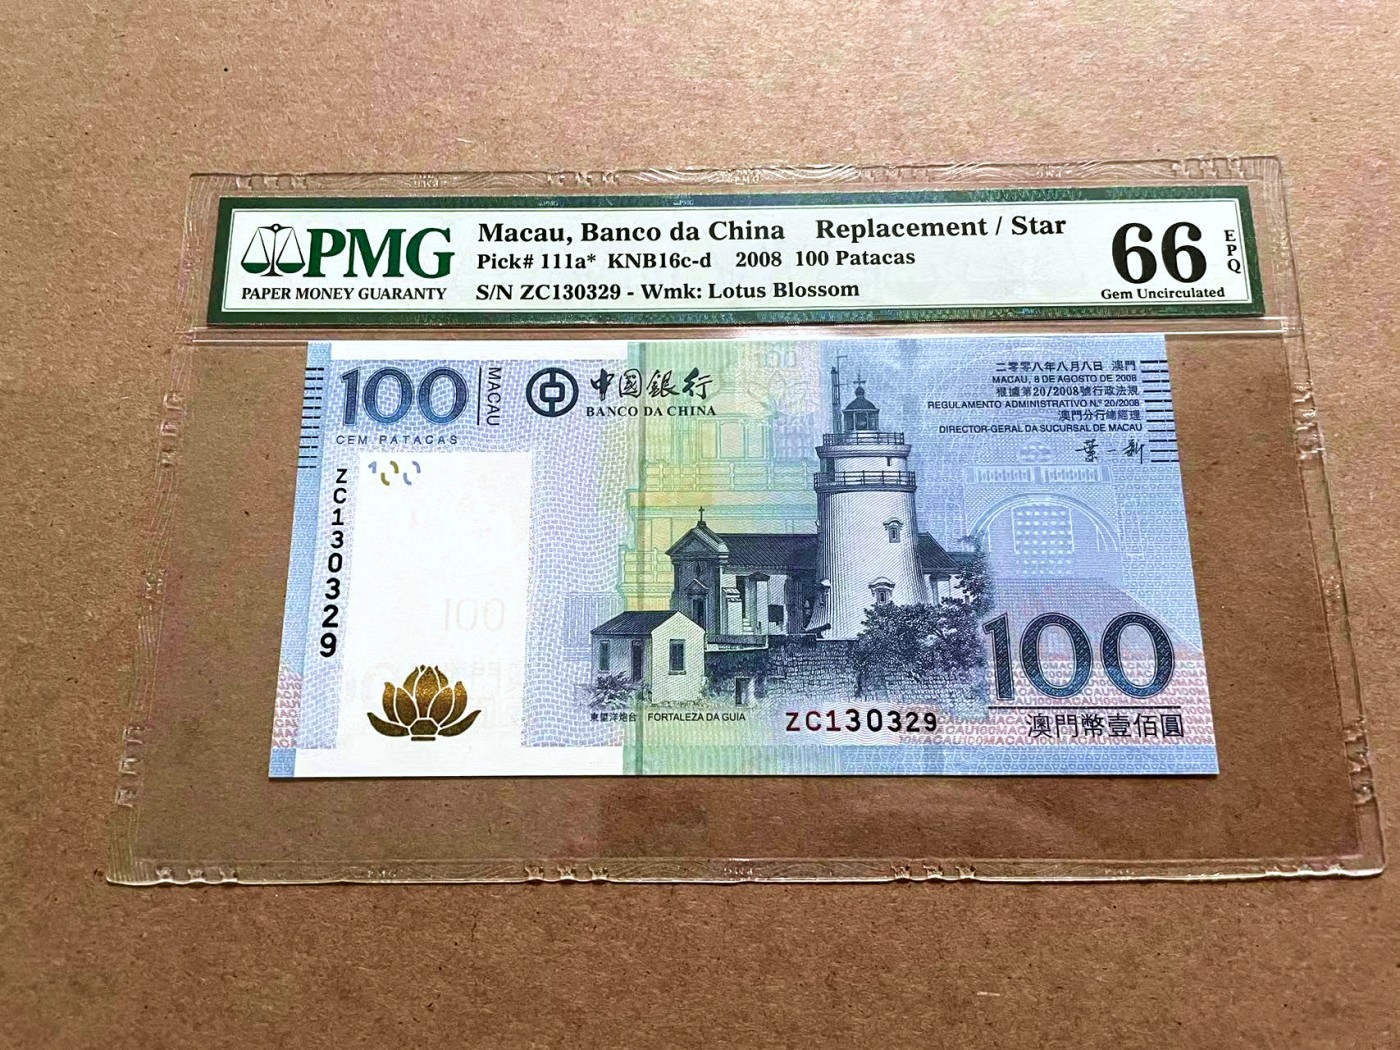 PMG
PAPER MONEY GUARANTY
Macau, Banco da China Replacement / Star
Pick# 111a* KNB16c-d 2008 100 Patacas
S/N ZC130329 - Wmk: Lotus Blossom
66
Gem Uncirculated
EPQ
100
MACAU
CEM PATACAS
中國銀行
BANCO DA CHINA
二零零八年八月八日 澳門
MACAU, 8 DE AGOSTO DE 2008
根據第20/2008號行政法規
REGULAMENTO ADMINISTRATIVO N.º 20/2008
澳門分行總經理
DIRECTOR-GERAL DA SUCURSAL DE MACAU
葉一新
ZC130329
100
東望洋炮台 FORTALEZA DA GUIA
ZC130329
100
澳門幣壹佰圓